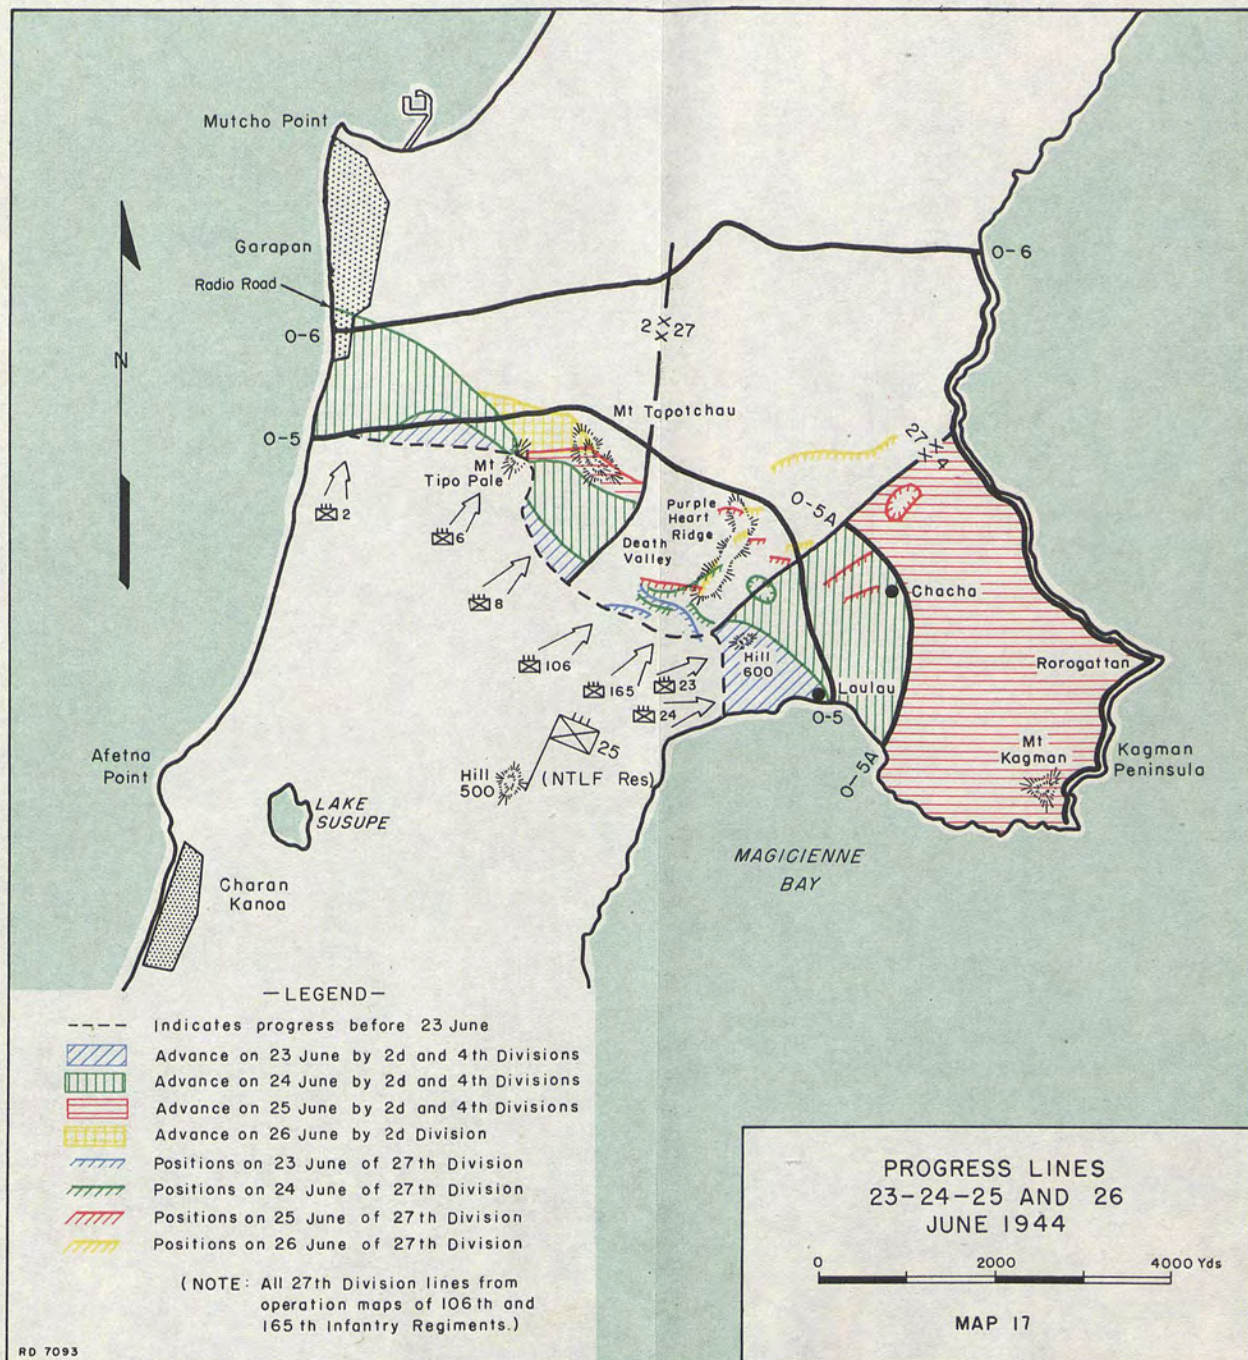 Mutcho Point
Garapan
Radio Road
O-6
O-6
2 X X 27
N
Mt Tapotchau
O-5
27 X X 4
Mt
Tipo Pale
2
6
Purple
Heart
Ridge
O-5A
Death
Valley
8
Chacha
106
Hill
600
Rorogattan
165
23
24
Laulau
O-5
25
(NTLF Res)
Hill
500
Mt
Kagman
Kagman
Peninsula
O-5A
Afetna
Point
LAKE
SUSUPE
MAGICIENNE
BAY
Charan
Kanoa
—LEGEND—
Indicates progress before 23 June
Advance on 23 June by 2d and 4th Divisions
Advance on 24 June by 2d and 4th Divisions
Advance on 25 June by 2d and 4th Divisions
Advance on 26 June by 2d Division
Positions on 23 June of 27th Division
Positions on 24 June of 27th Division
Positions on 25 June of 27th Division
Positions on 26 June of 27th Division
(NOTE: All 27th Division lines from
operation maps of 106th and
165th Infantry Regiments.)
RD 7093
PROGRESS LINES
23-24-25 AND 26
JUNE 1944
0 2000 4000 Yds
MAP 17